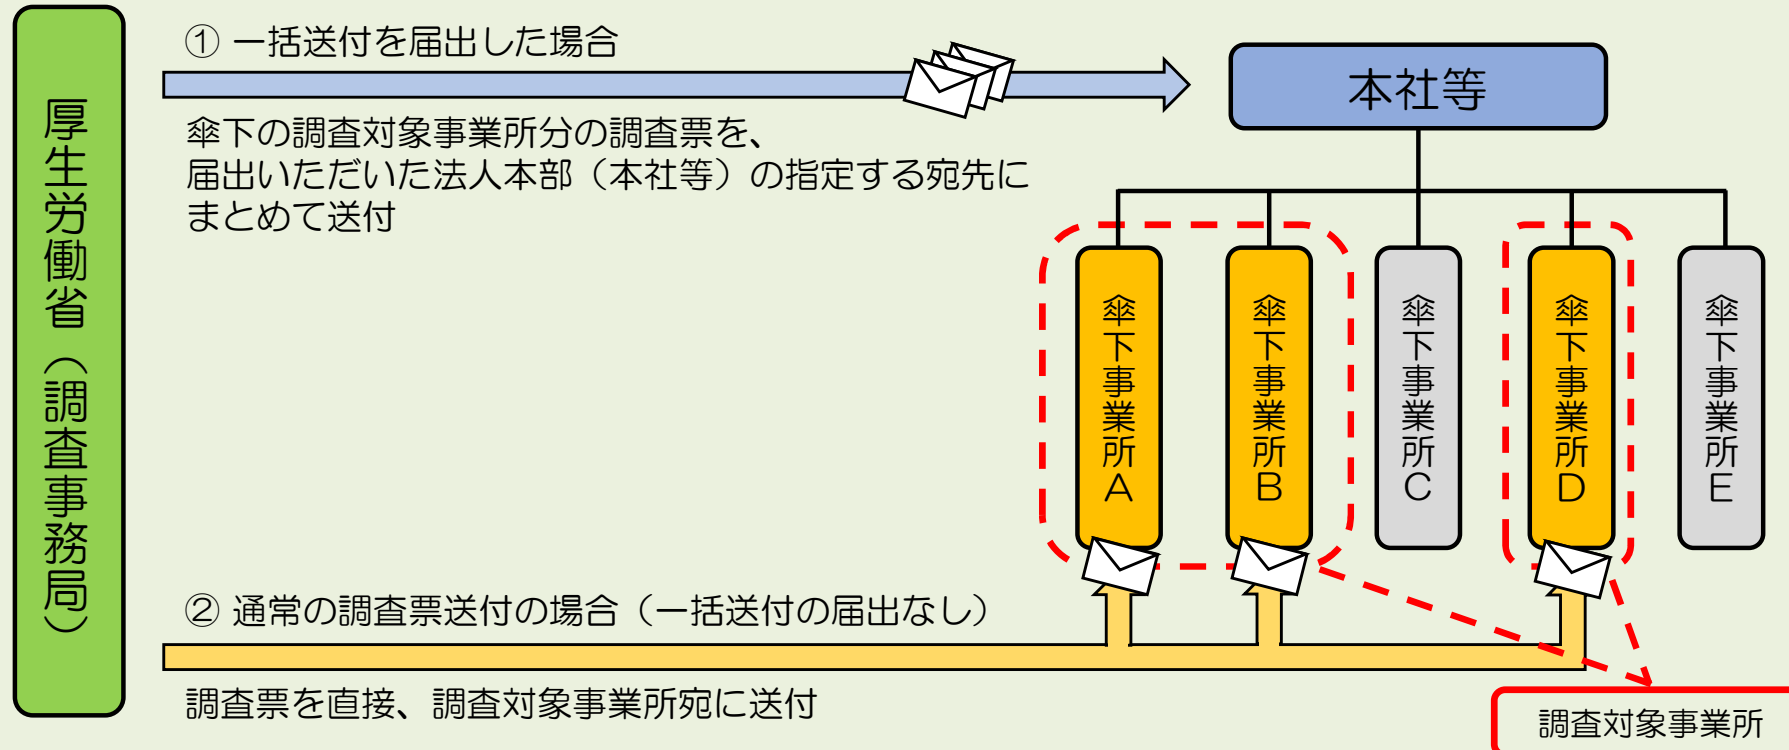 厚生労働省（調査事務局）
① 一括送付を届出した場合
傘下の調査対象事業所分の調査票を、
届出いただいた法人本部（本社等）の指定する宛先に
まとめて送付
本社等
傘下事業所A
傘下事業所B
傘下事業所C
傘下事業所D
傘下事業所E
② 通常の調査票送付の場合（一括送付の届出なし）
調査票を直接、調査対象事業所宛に送付
調査対象事業所